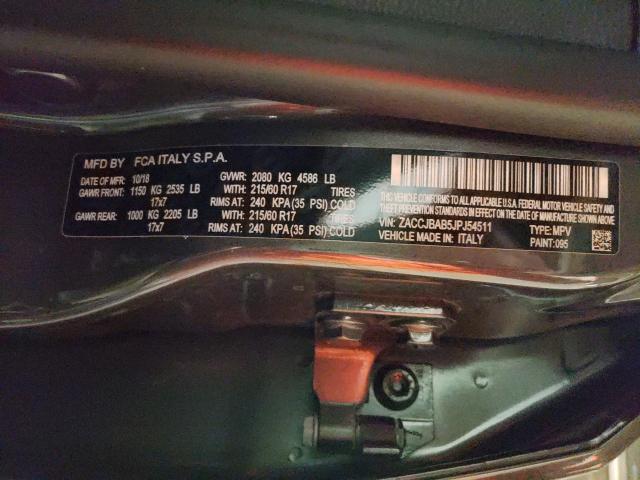 MFD BY FCA ITALY S.P.A.
DATE OF MFR: 10/18 GVWR: 2080 KG 4586 LB
GAWR FRONT: 1150 KG 2535 LB WITH: 215/60 R17 TIRES
17x7 RIMS AT: 240 KPA(35 PSI)COLD
GAWR REAR: 1000 KG 2205 LB WITH: 215/60 R17 TIRES
17x7 RIMS AT: 240 KPA(35 PSI)COLD
THIS VEHICLE CONFORMS TO ALL APPLICABLE U.S.A. FEDERAL MOTOR VEHICLE SAFETY AND
THEFT PREVENTION STANDARDS IN EFFECT ON THE DATE OF MANUFACTURE SHOWN ABOVE.
VIN: ZACCJBAB5JPJ54511 TYPE: MPV
VEHICLE MADE IN: ITALY PAINT: 095